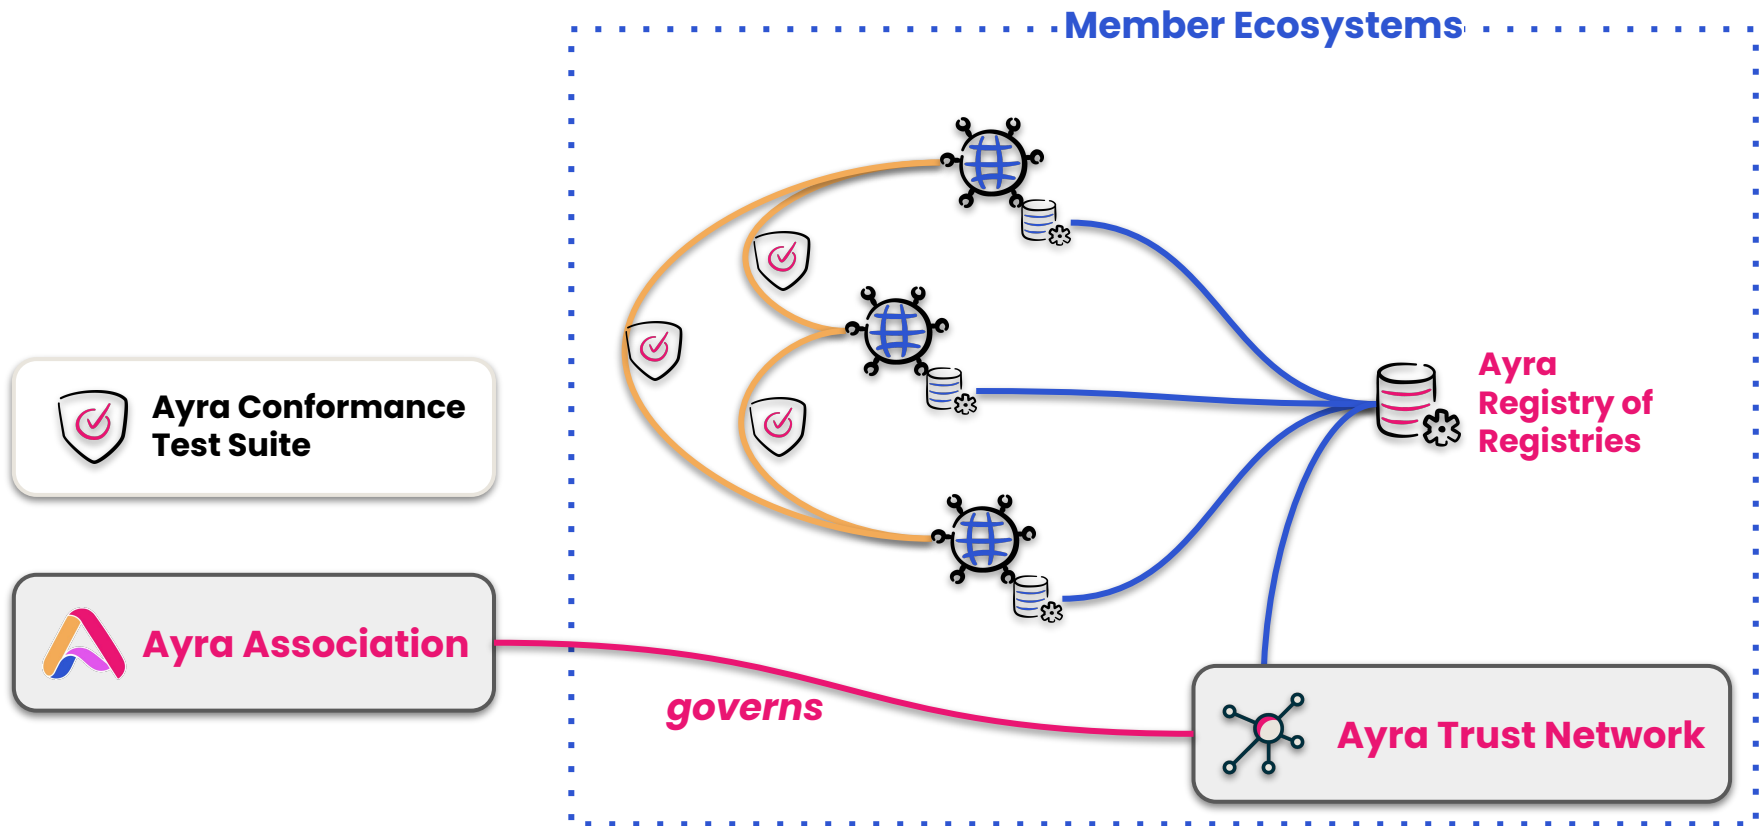 Member Ecosystems
Ayra
Registry of
Registries
Ayra Conformance
Test Suite
Ayra Association
governs
Ayra Trust Network